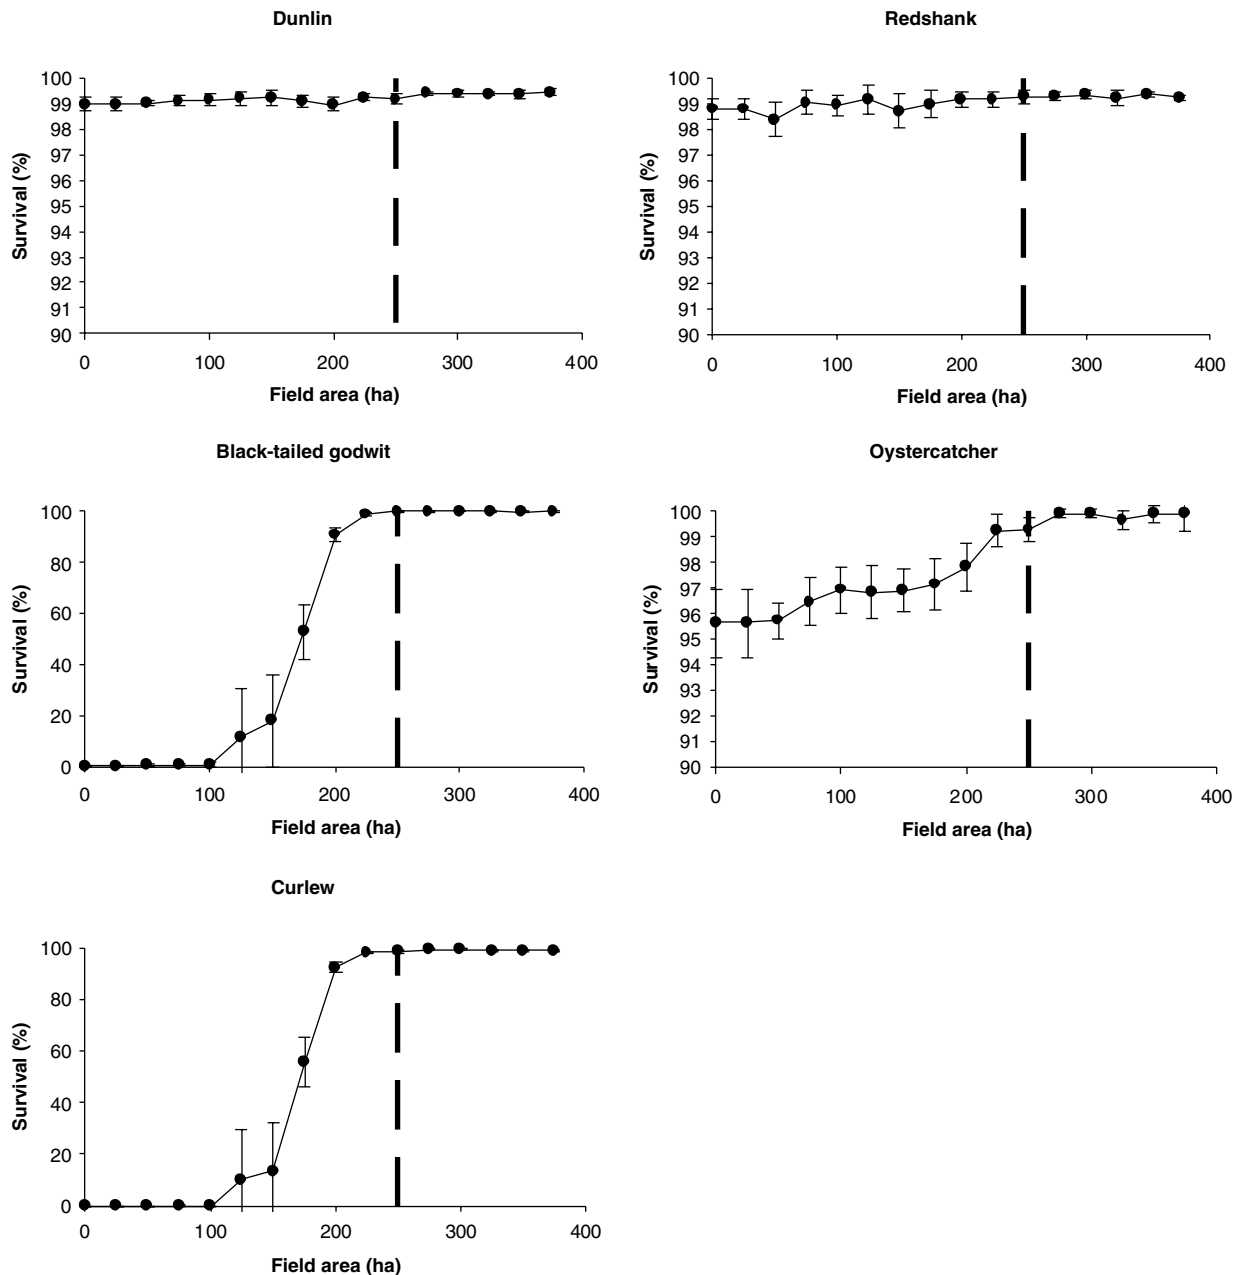 Dunlin
Survival (%)
100
99
98
97
96
95
94
93
92
91
90
0 100 200 300 400
Field area (ha)
Redshank
Survival (%)
100
99
98
97
96
95
94
93
92
91
90
0 100 200 300 400
Field area (ha)
Black-tailed godwit
Survival (%)
100
80
60
40
20
0
0 100 200 300 400
Field area (ha)
Oystercatcher
Survival (%)
100
99
98
97
96
95
94
93
92
91
90
0 100 200 300 400
Field area (ha)
Curlew
Survival (%)
100
80
60
40
20
0
0 100 200 300 400
Field area (ha)